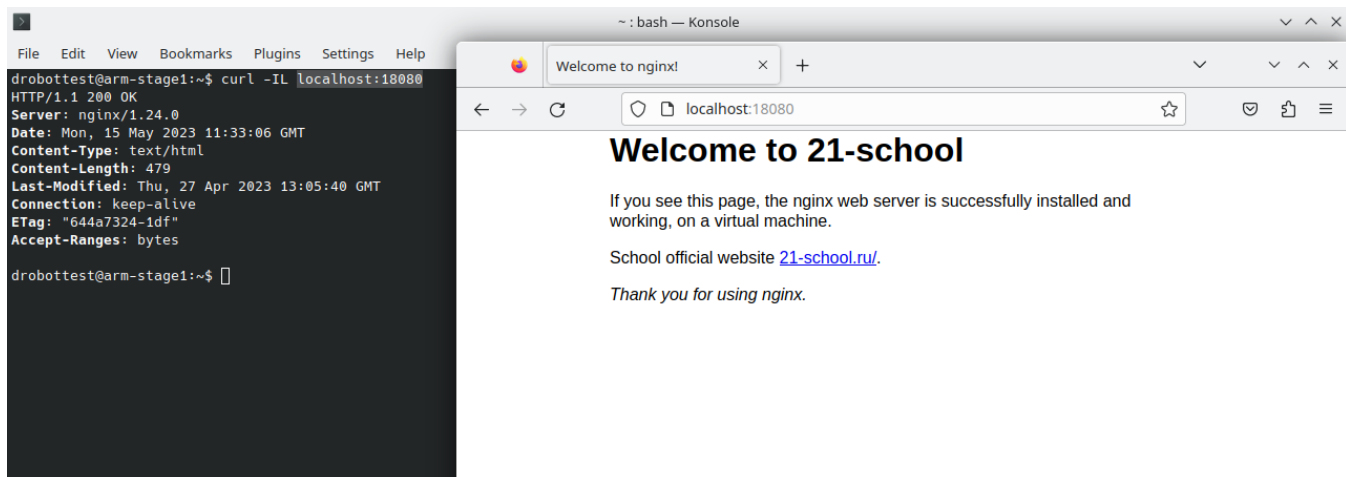 ~ : bash — Konsole
File Edit View Bookmarks Plugins Settings Help
drobottest@arm-stage1:~$ curl -IL localhost:18080
HTTP/1.1 200 OK
Server: nginx/1.24.0
Date: Mon, 15 May 2023 11:33:06 GMT
Content-Type: text/html
Content-Length: 479
Last-Modified: Thu, 27 Apr 2023 13:05:40 GMT
Connection: keep-alive
ETag: "644a7324-1df"
Accept-Ranges: bytes
drobottest@arm-stage1:~$
Welcome to nginx!
localhost:18080
Welcome to 21-school
If you see this page, the nginx web server is successfully installed and
working, on a virtual machine.
School official website 21-school.ru/.
Thank you for using nginx.